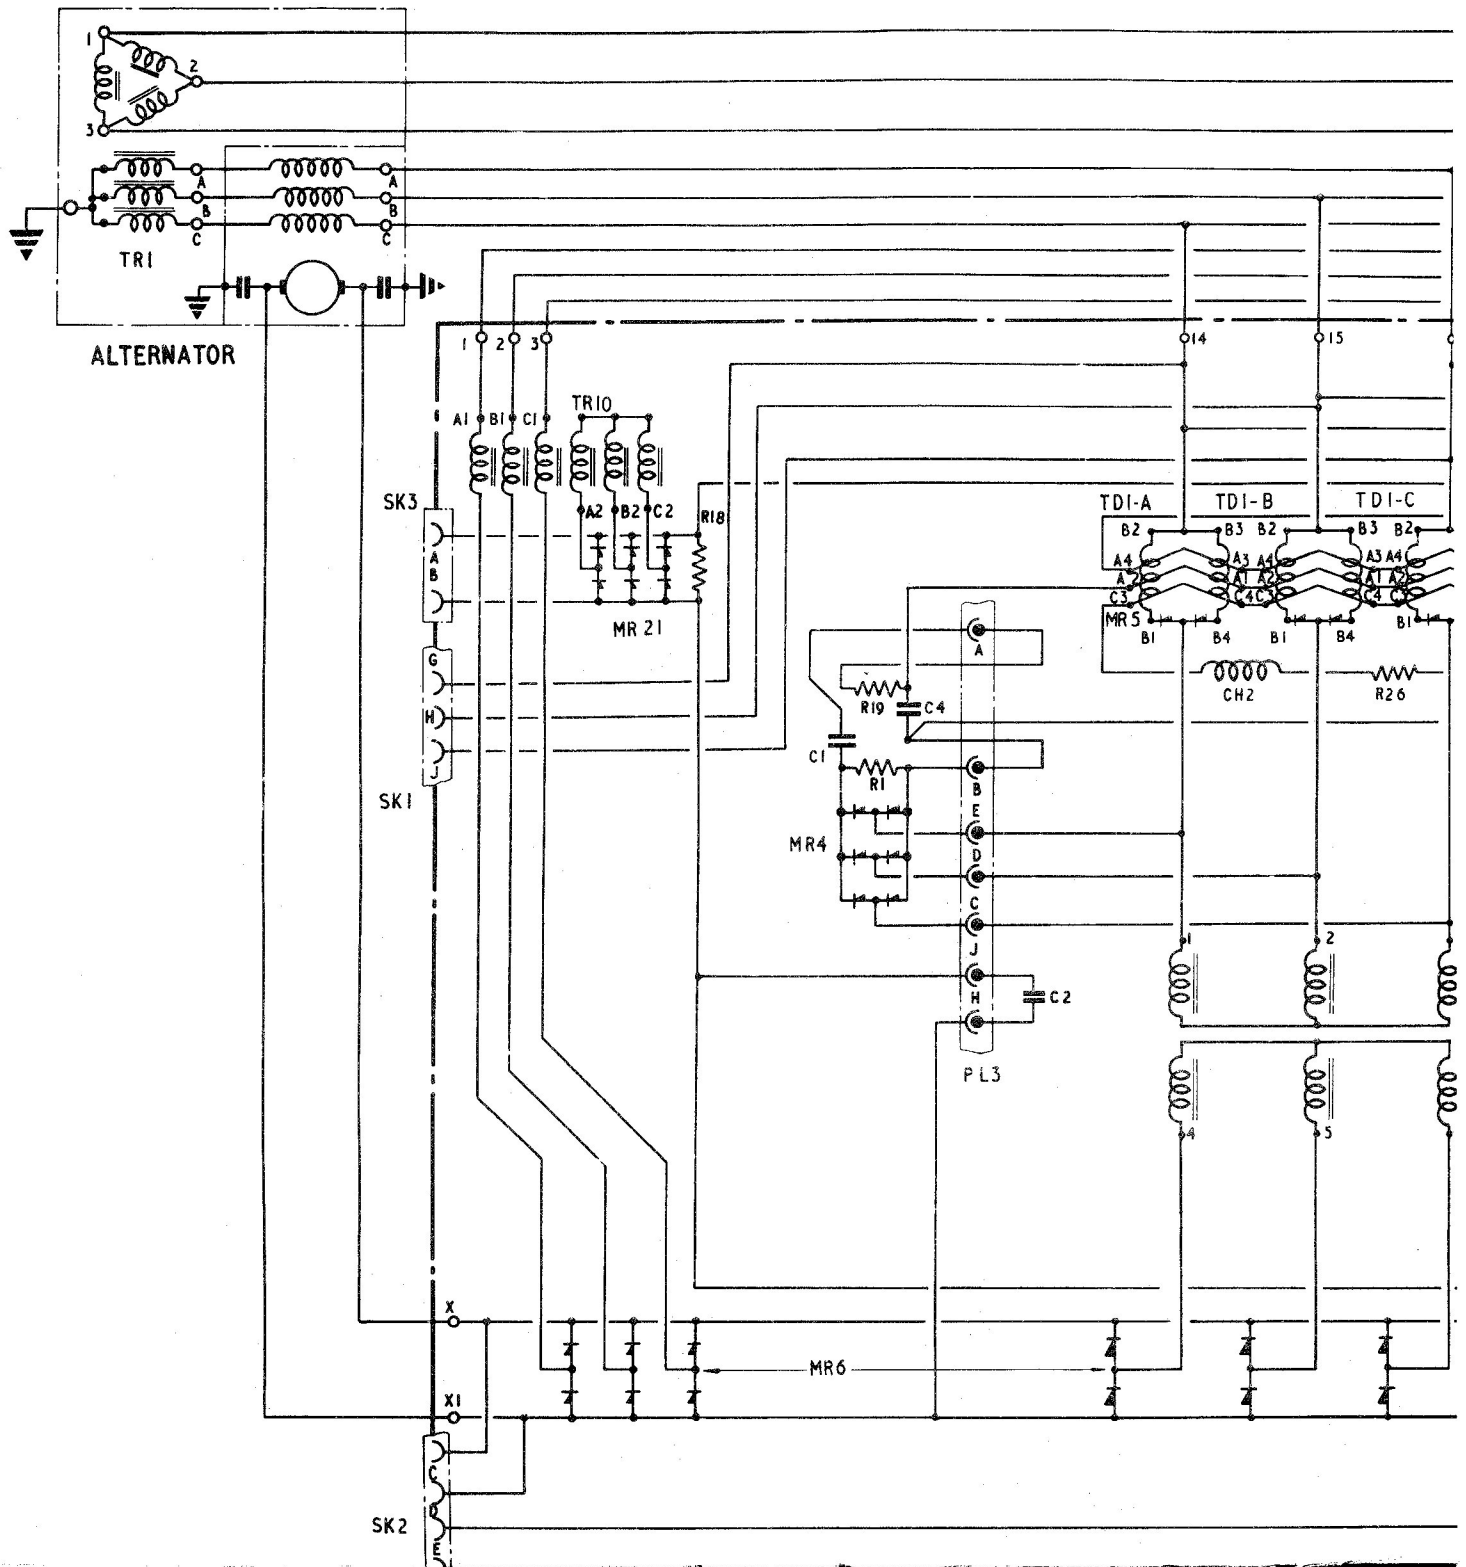 1
2
3
A
B
C
A
B
C
TR1
ALTERNATOR
1 2 3
14 15
A1 B1 C1 TR10
SK3
A2 B2 C2 R18
A
B
MR 21
TD1-A TD1-B TD1-C
B2 B3 B2 B3 B2
A4 A3 A4 A3 A4
A2 A1 A2 A1 A2
C3 C4 C3 C4
MR5
B1 B4 B1 B4 B1
CH2 R26
G
H
J
SK1
A
R19 C4
C1
R1
B
E
MR4
D
C
J
H
C2
PL3
1 2
4 5
X
MR6
X1
C
D
SK2
E